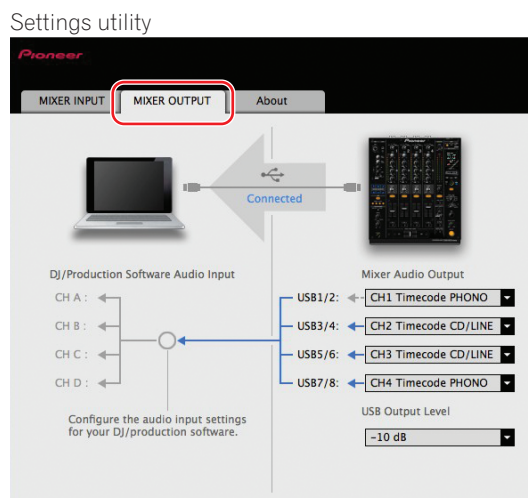 Settings utility
Pioneer
MIXER INPUT MIXER OUTPUT About
Connected
DJ/Production Software Audio Input Mixer Audio Output
CH A : USB1/2: CH1 Timecode PHONO
CH B : USB3/4: CH2 Timecode CD/LINE
CH C : USB5/6: CH3 Timecode CD/LINE
CH D : USB7/8: CH4 Timecode PHONO
Configure the audio input settings
for your DJ/production software.
USB Output Level
-10 dB